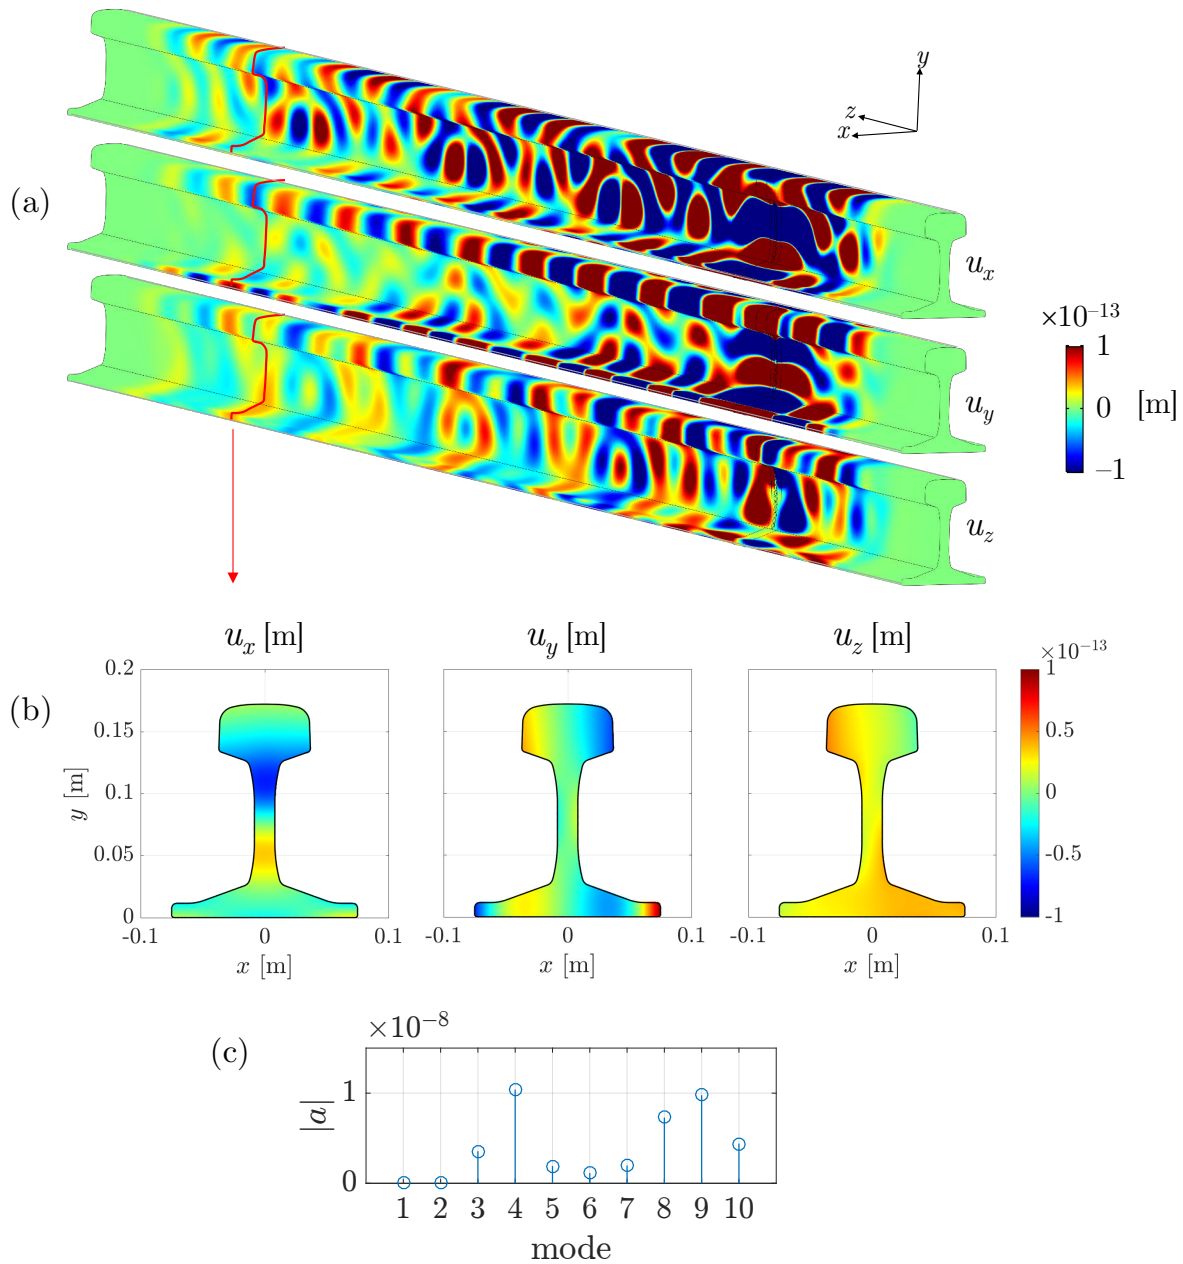 (a)
y
z
x
u_x
u_y
u_z
×10⁻¹³
1
0
−1
[m]
(b)
u_x [m]
u_y [m]
u_z [m]
×10⁻¹³
0.2
0.15
0.1
0.05
0
y [m]
-0.1 0 0.1
x [m]
-0.1 0 0.1
x [m]
-0.1 0 0.1
x [m]
1
0.5
0
-0.5
-1
(c)
×10⁻⁸
|a|
1
0
1 2 3 4 5 6 7 8 9 10
mode